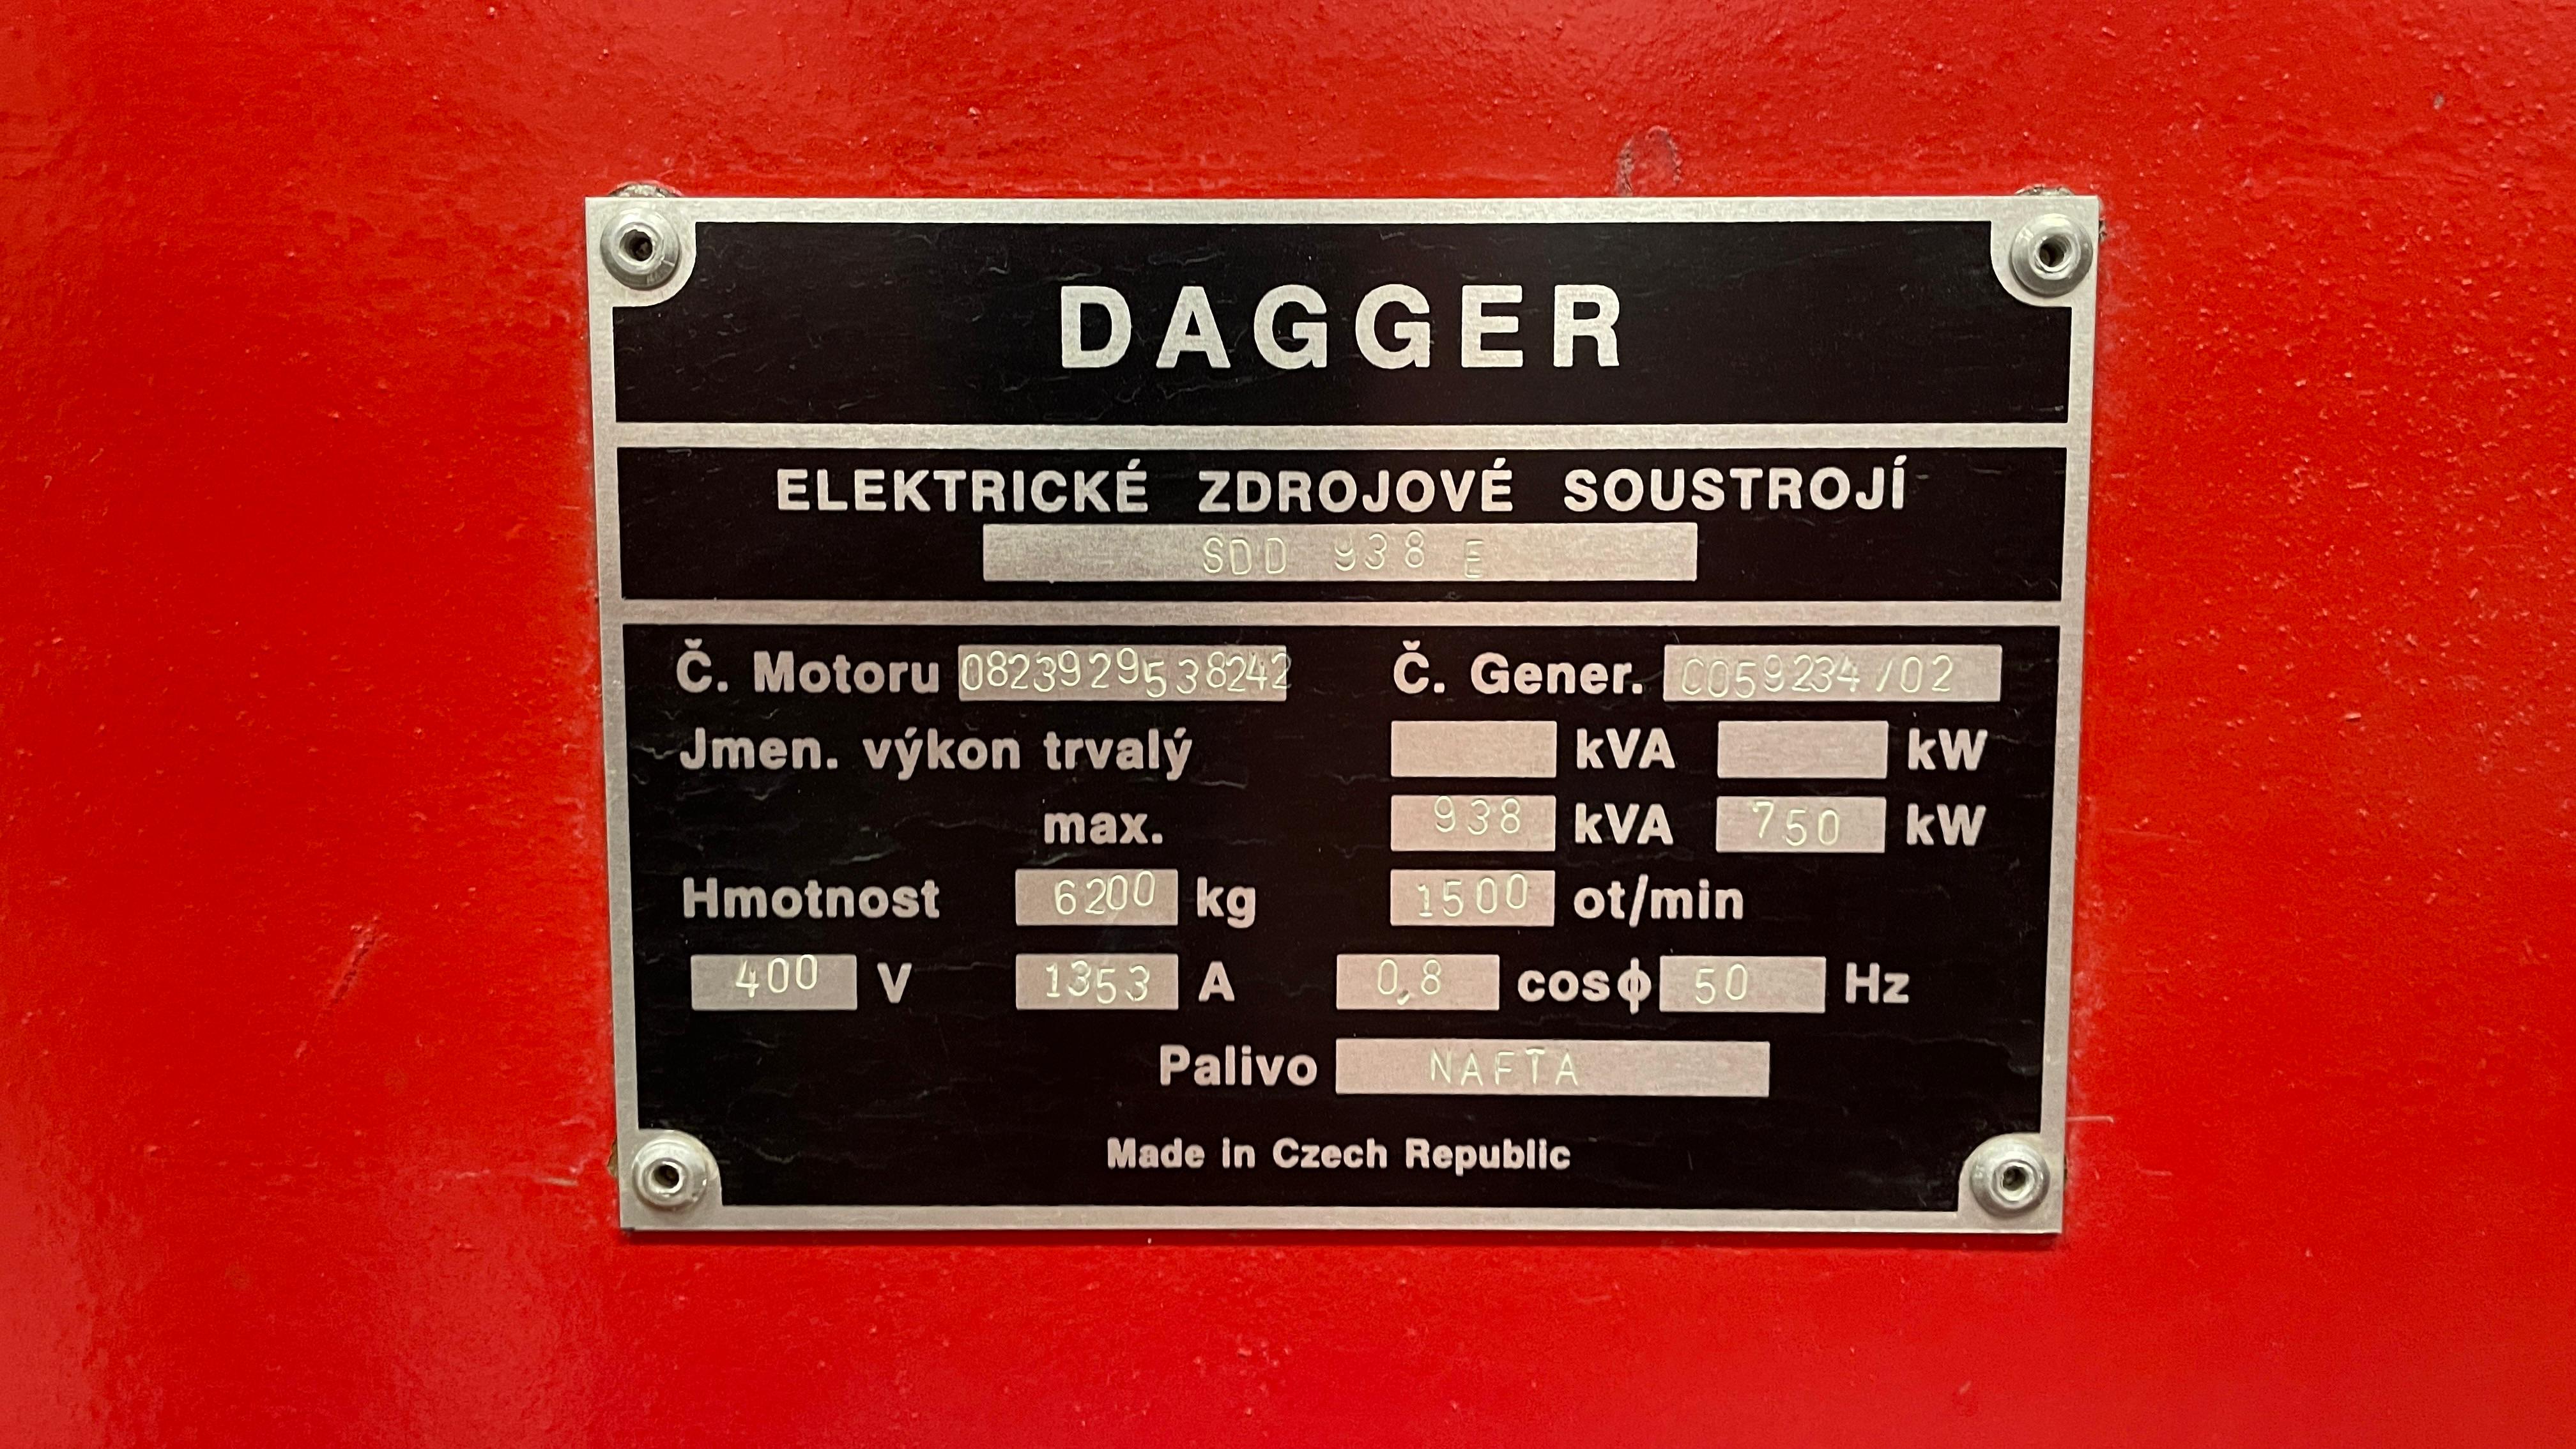 DAGGER
ELEKTRICKÉ ZDROJOVÉ SOUSTROJÍ
SDD 938 E
Č. Motoru 0823929538242 Č. Gener. C059234/02
Jmen. výkon trvalý kVA kW
max. 938 kVA 750 kW
Hmotnost 6200 kg 1500 ot/min
400 V 1353 A 0,8 cosϕ 50 Hz
Palivo NAFTA
Made in Czech Republic